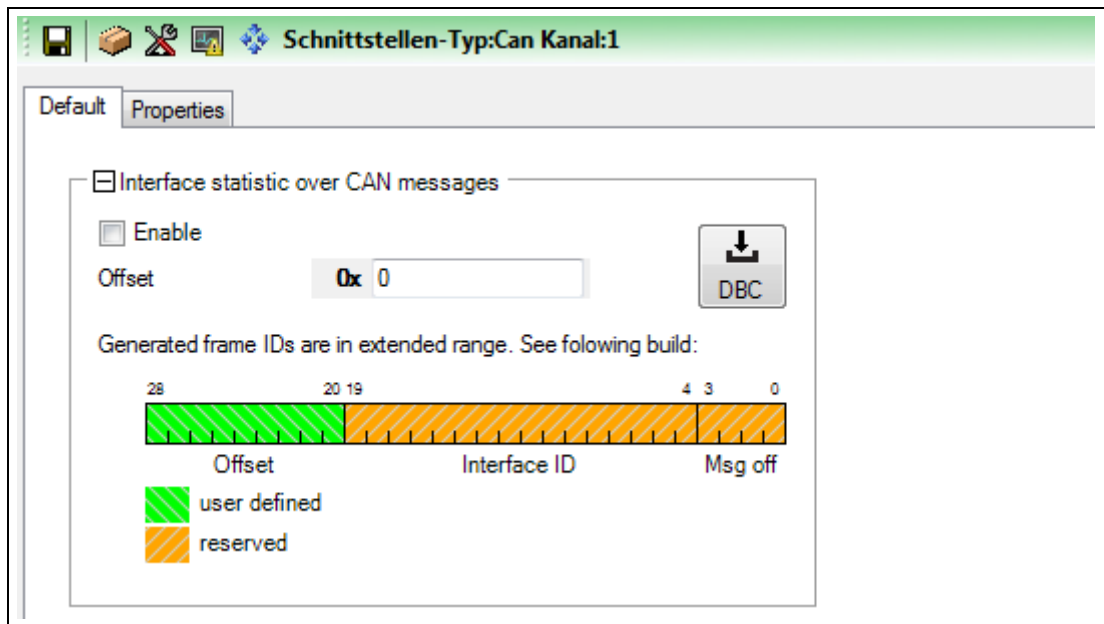 Schnittstellen-Typ:Can Kanal:1
Default Properties
Interface statistic over CAN messages
Enable
Offset 0x 0
DBC
Generated frame IDs are in extended range. See folowing build:
28 20 19 4 3 0
Offset Interface ID Msg off
user defined
reserved